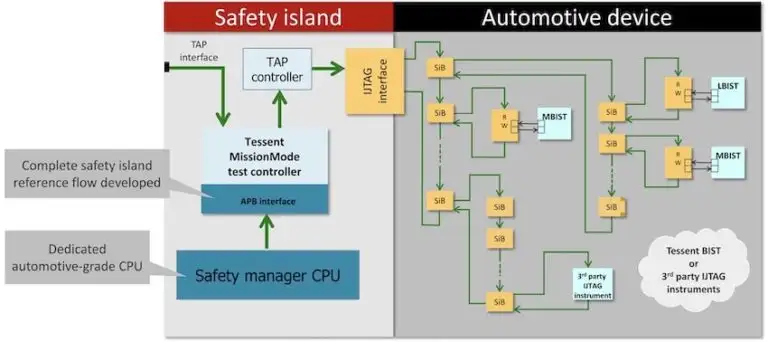 Safety island
Automotive device
TAP
interface
TAP
controller
IJTAG
interface
Tessent
MissionMode
test controller
APB interface
Complete safety island
reference flow developed
Dedicated
automotive-grade CPU
Safety manager CPU
SiB
SiB
SiB
SiB
SiB
SiB
R
W
MBIST
3rd party
IJTAG
instrument
SiB
SiB
SiB
R
W
LBIST
R
W
MBIST
Tessent BIST
or
3rd party IJTAG
instruments